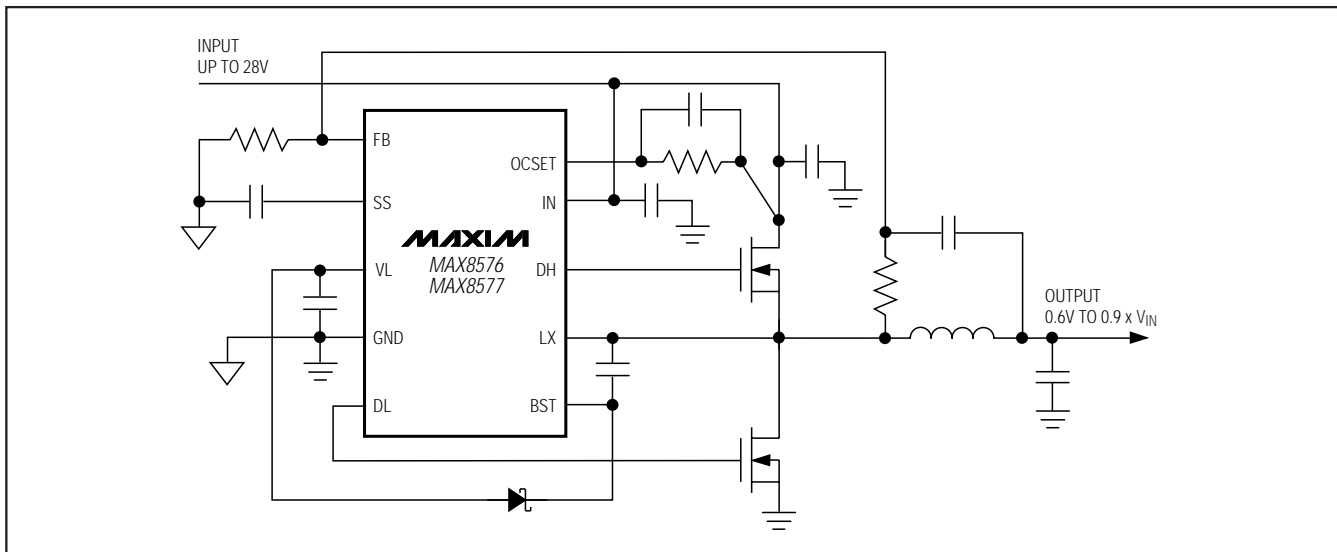 INPUT
UP TO 28V
FB
OCSET
SS
IN
MAXIM
MAX8576
MAX8577
VL
DH
GND
LX
DL
BST
OUTPUT
0.6V TO 0.9 x VIN